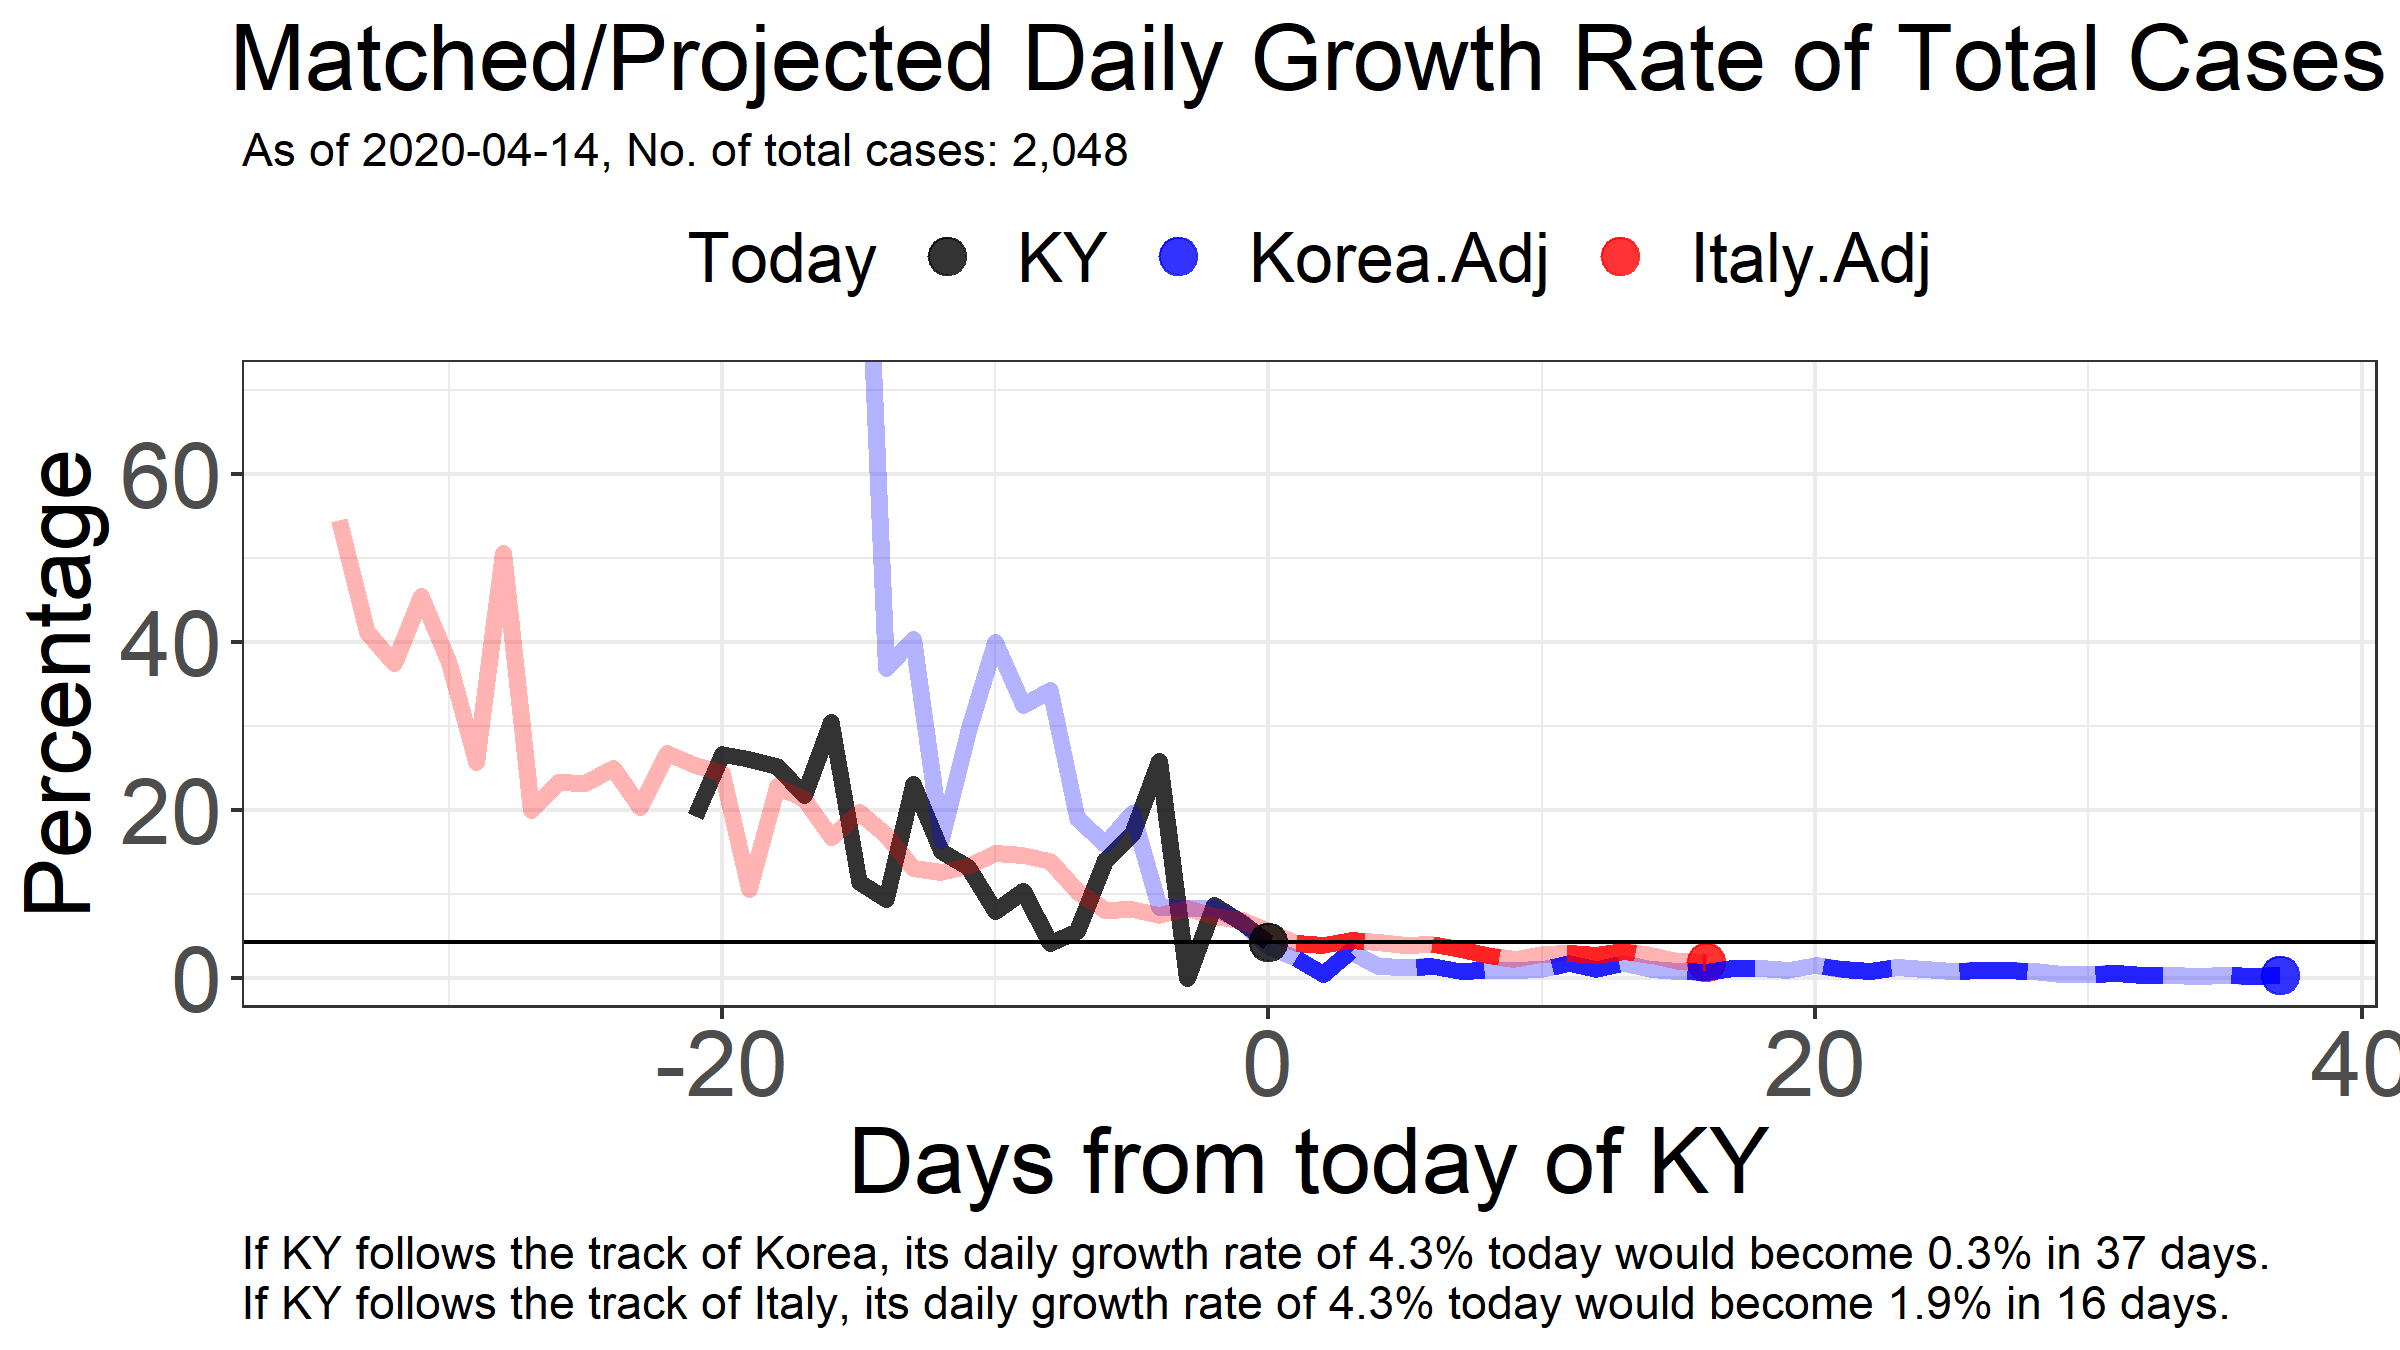 Matched/Projected Daily Growth Rate of Total Cases
As of 2020-04-14, No. of total cases: 2,048
Today KY Korea.Adj Italy.Adj
Percentage
60
40
20
0
-20 0 20 40
Days from today of KY
If KY follows the track of Korea, its daily growth rate of 4.3% today would become 0.3% in 37 days.
If KY follows the track of Italy, its daily growth rate of 4.3% today would become 1.9% in 16 days.